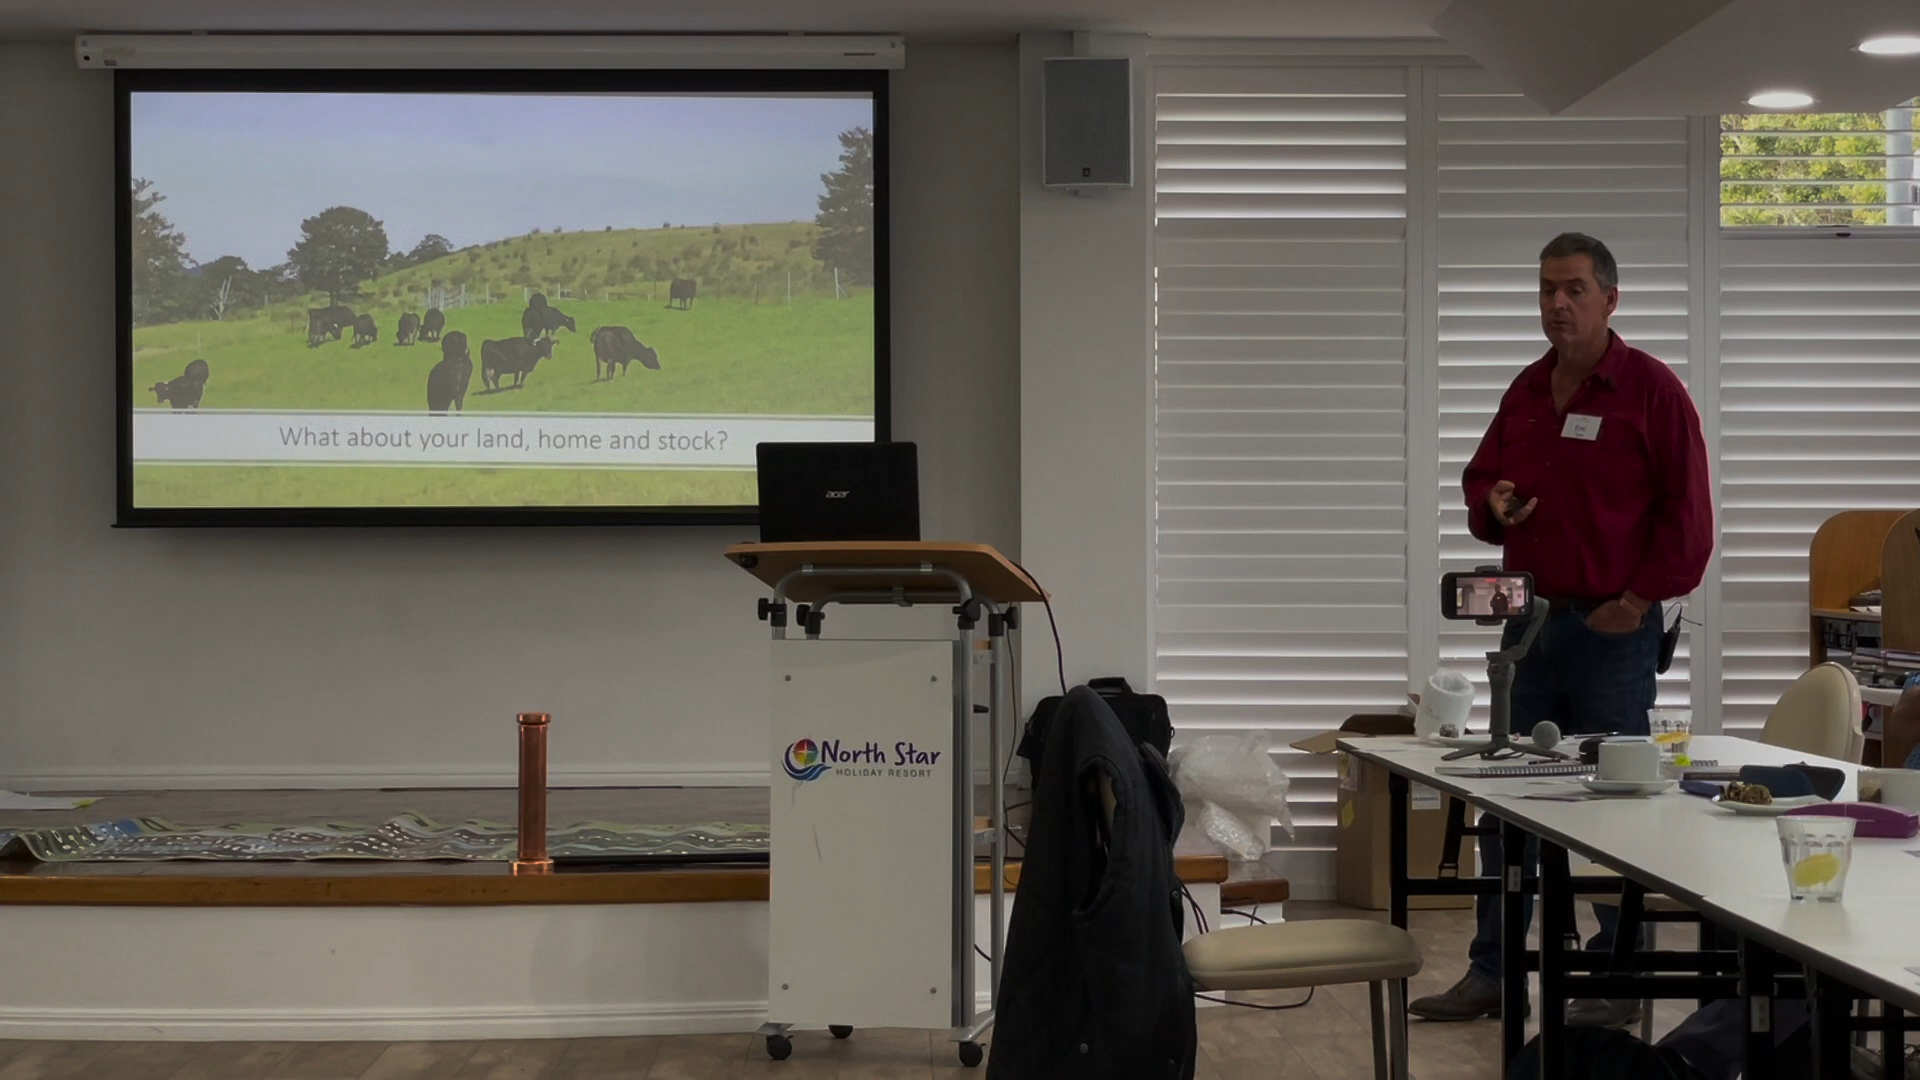 What about your land, home and stock?
acer
North Star
HOLIDAY RESORT